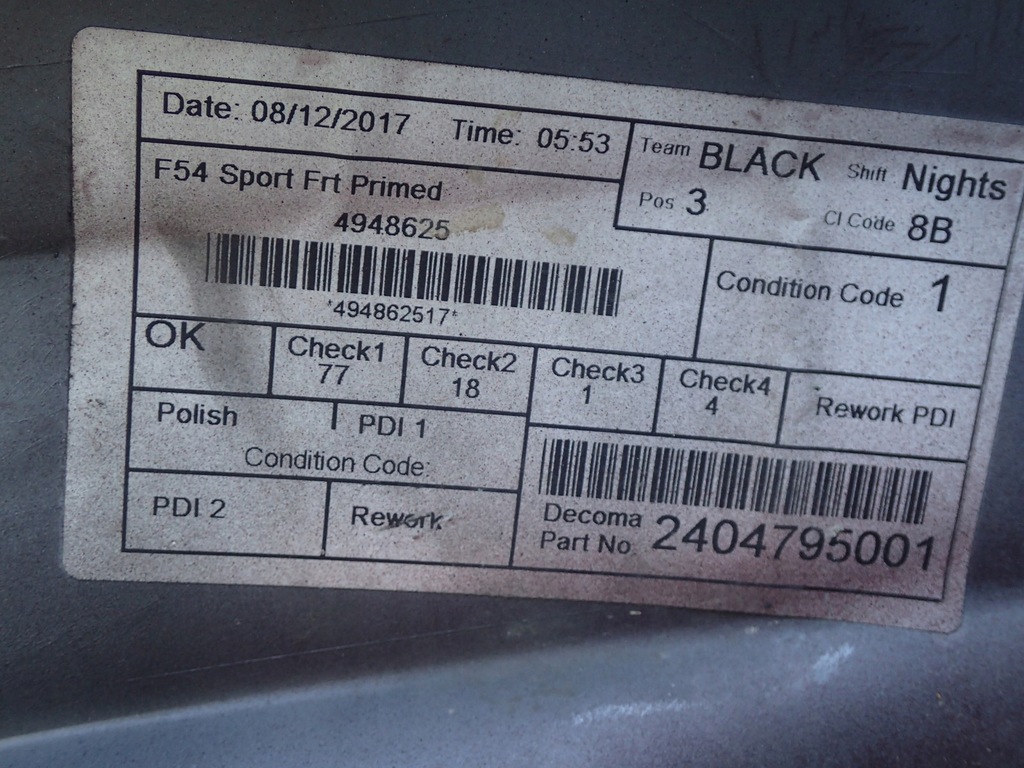 Date: 08/12/2017 Time: 05:53
Team BLACK Shift Nights
Pos 3 Cl Code 8B
F54 Sport Frt Primed
4948625
*494862517*
Condition Code 1
OK
Check1
77
Check2
18
Check3
1
Check4
4
Rework PDI
Polish
PDI 1
Condition Code:
PDI 2
Rework
Decoma
Part No 2404795001